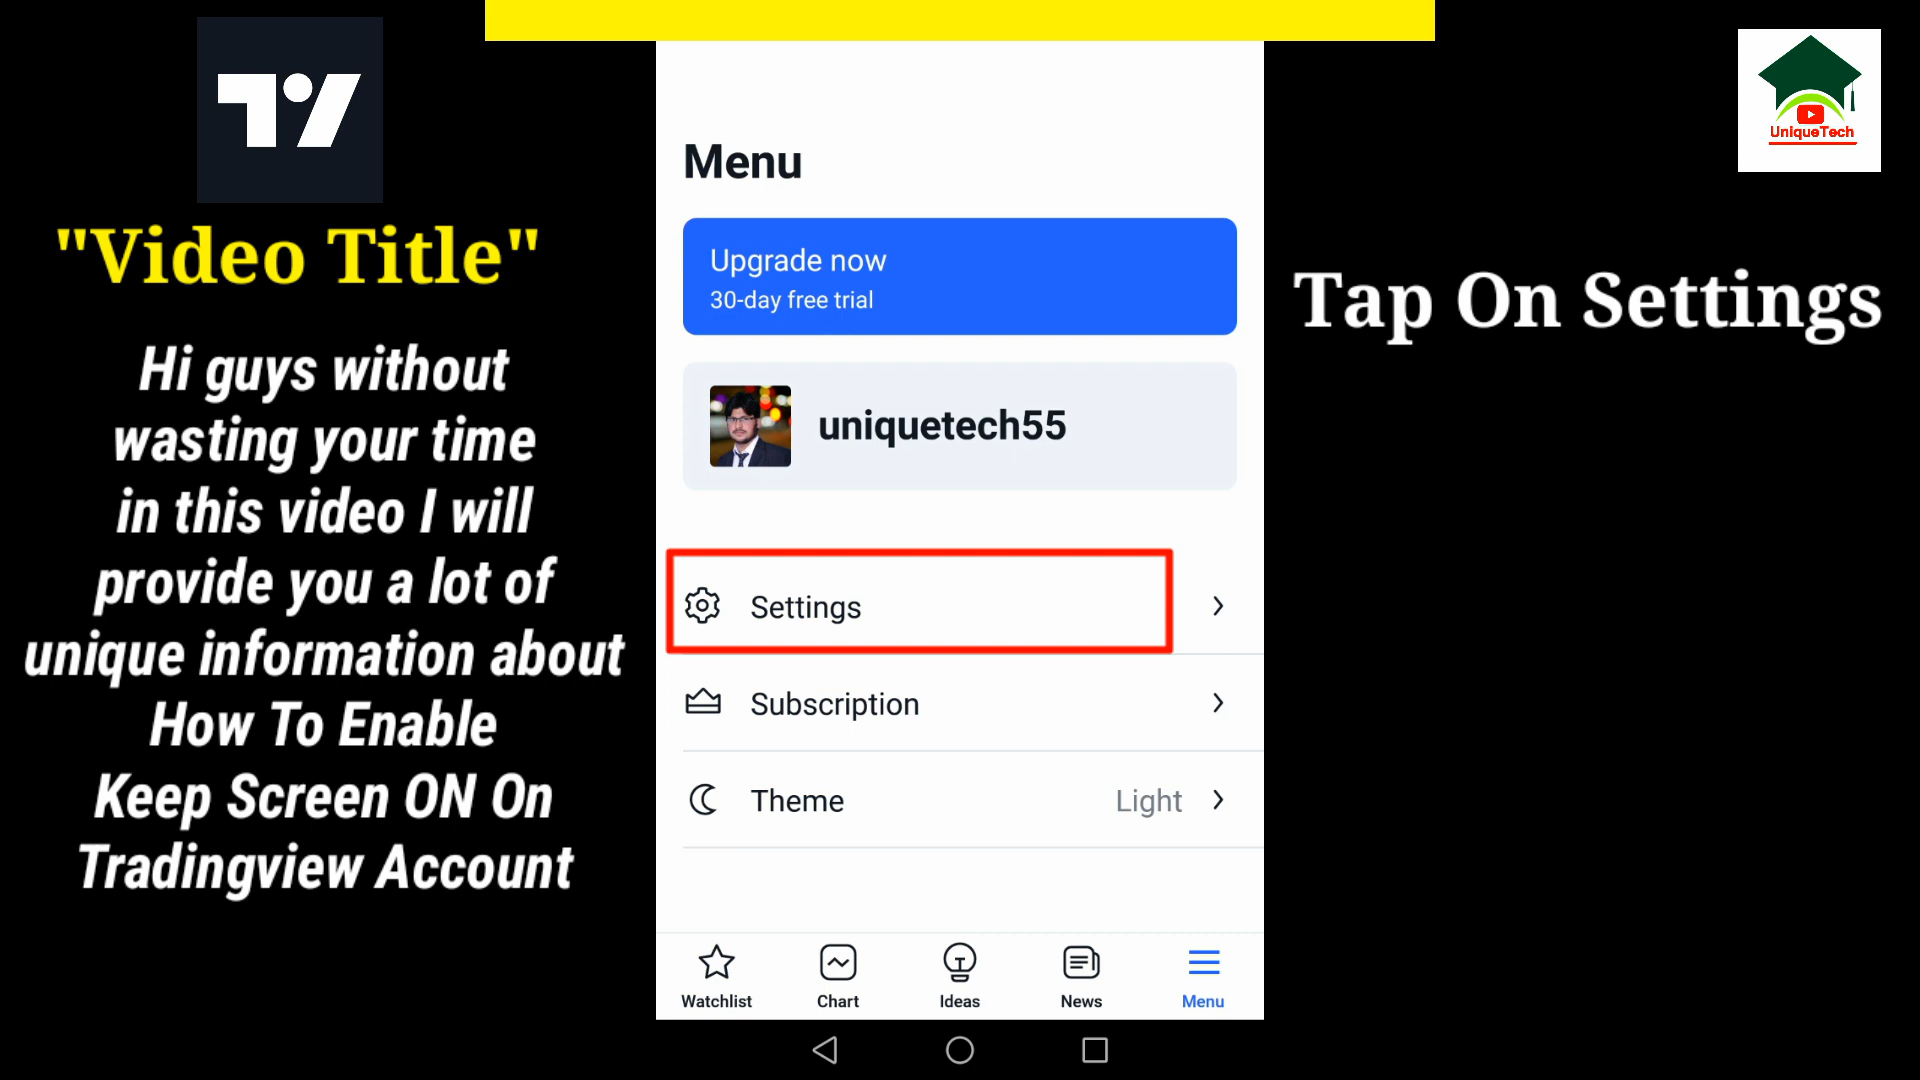 "Video Title"
Hi guys without
wasting your time
in this video I will
provide you a lot of
unique information about
How To Enable
Keep Screen ON On
Tradingview Account
Menu
Upgrade now
30-day free trial
uniquetech55
Settings
Subscription
Theme Light
Watchlist Chart Ideas News Menu
UniqueTech
Tap On Settings